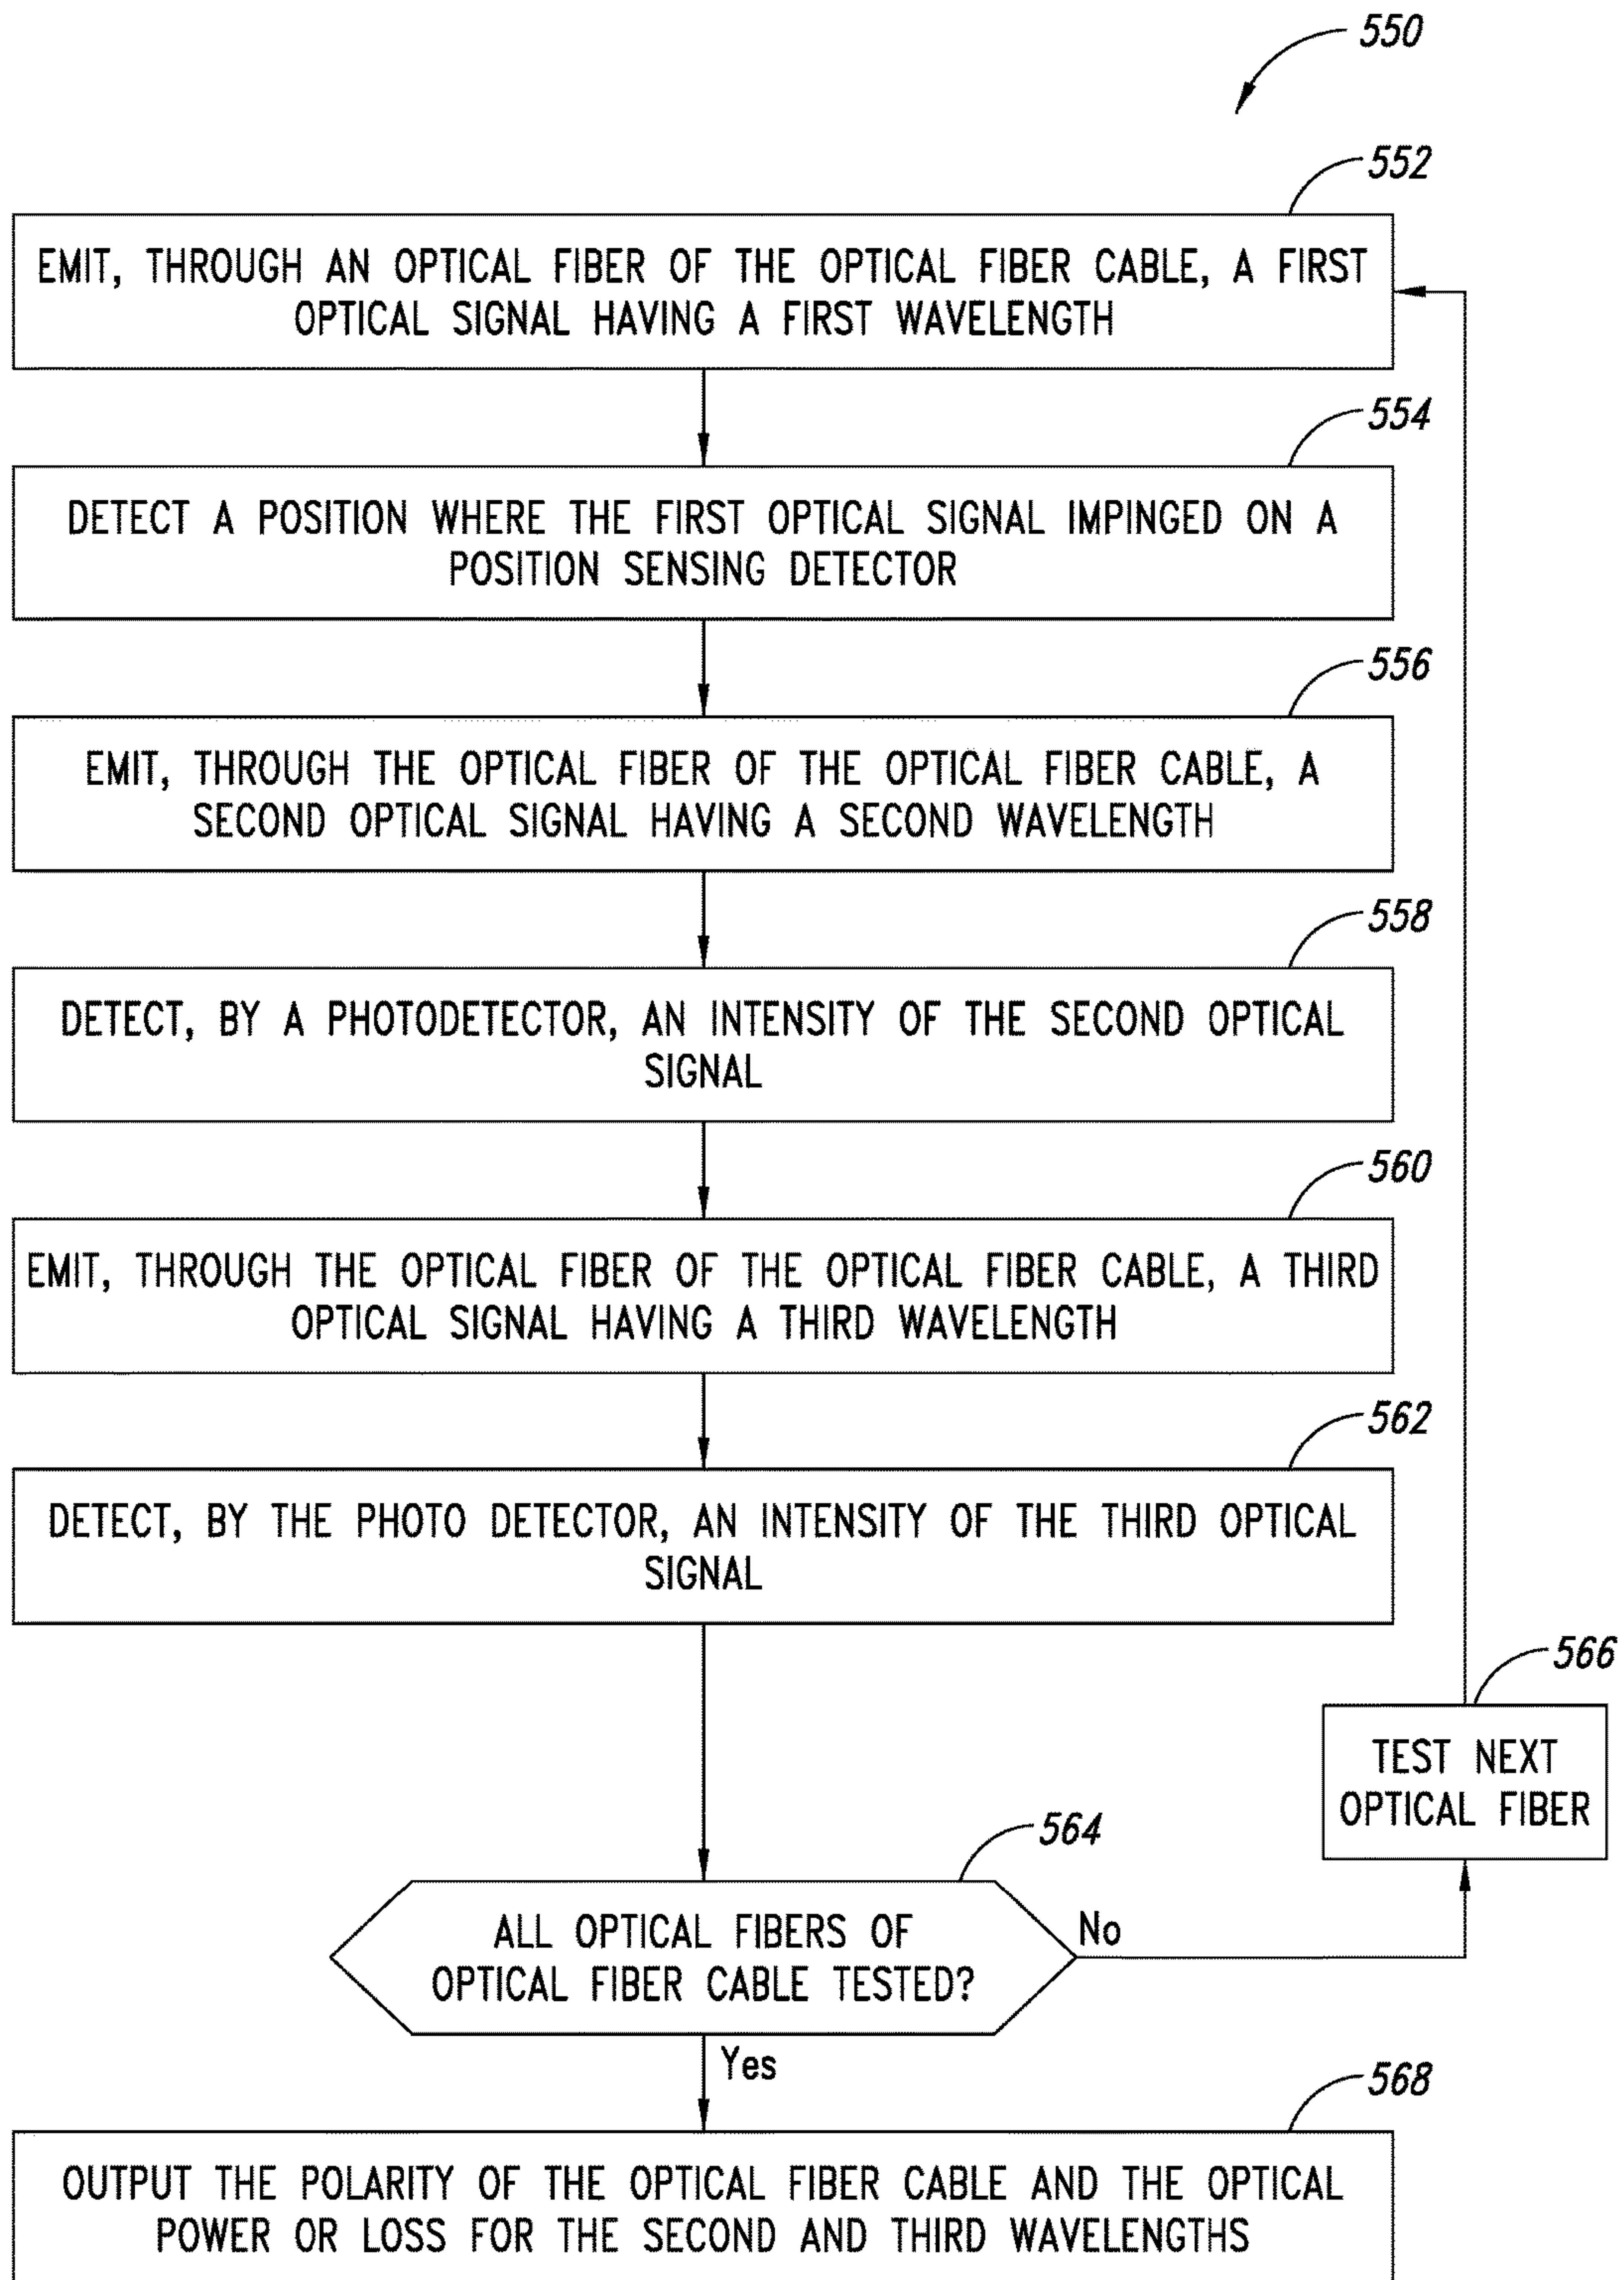 550
552
EMIT, THROUGH AN OPTICAL FIBER OF THE OPTICAL FIBER CABLE, A FIRST
OPTICAL SIGNAL HAVING A FIRST WAVELENGTH
554
DETECT A POSITION WHERE THE FIRST OPTICAL SIGNAL IMPINGED ON A
POSITION SENSING DETECTOR
556
EMIT, THROUGH THE OPTICAL FIBER OF THE OPTICAL FIBER CABLE, A
SECOND OPTICAL SIGNAL HAVING A SECOND WAVELENGTH
558
DETECT, BY A PHOTODETECTOR, AN INTENSITY OF THE SECOND OPTICAL
SIGNAL
560
EMIT, THROUGH THE OPTICAL FIBER OF THE OPTICAL FIBER CABLE, A THIRD
OPTICAL SIGNAL HAVING A THIRD WAVELENGTH
562
DETECT, BY THE PHOTO DETECTOR, AN INTENSITY OF THE THIRD OPTICAL
SIGNAL
566
TEST NEXT
OPTICAL FIBER
564
ALL OPTICAL FIBERS OF
OPTICAL FIBER CABLE TESTED?
No
Yes
568
OUTPUT THE POLARITY OF THE OPTICAL FIBER CABLE AND THE OPTICAL
POWER OR LOSS FOR THE SECOND AND THIRD WAVELENGTHS